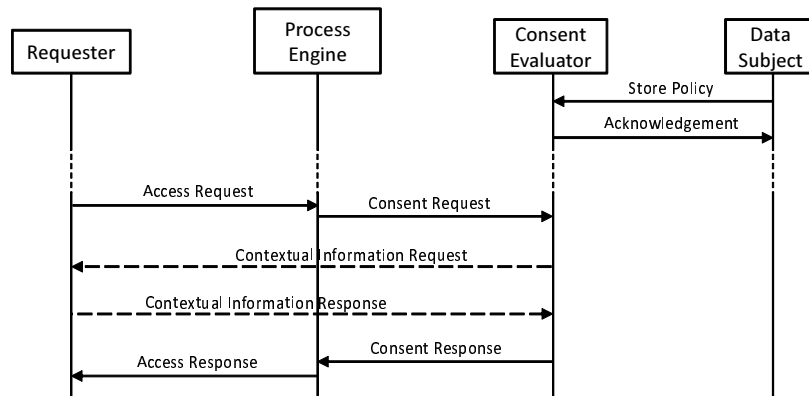 Requester
Process
Engine
Consent
Evaluator
Data
Subject
Store Policy
Acknowledgement
Access Request
Consent Request
Contextual Information Request
Contextual Information Response
Consent Response
Access Response